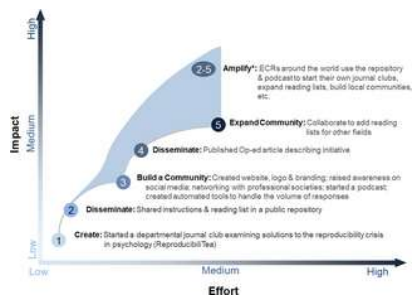 High
2-5
Amplify*: ECRs around the world use the repository
& podcast to start their own journal clubs,
expand reading lists, build local communities,
etc.
5
Expand Community: Collaborate to add reading
lists for other fields
Impact
Medium
4
Disseminate: Published Op-ed article describing initiative
3
Build a Community: Created website, logo & branding; raised awareness on
social media; networking with professional societies; started a podcast;
created automated tools to handle the volume of responses
2
Disseminate: Shared instructions & reading list in a public repository
1
Create: Started a departmental journal club examining solutions to the reproducibility crisis
in psychology (ReproducibiliTea)
Low
Low
Medium
High
Effort